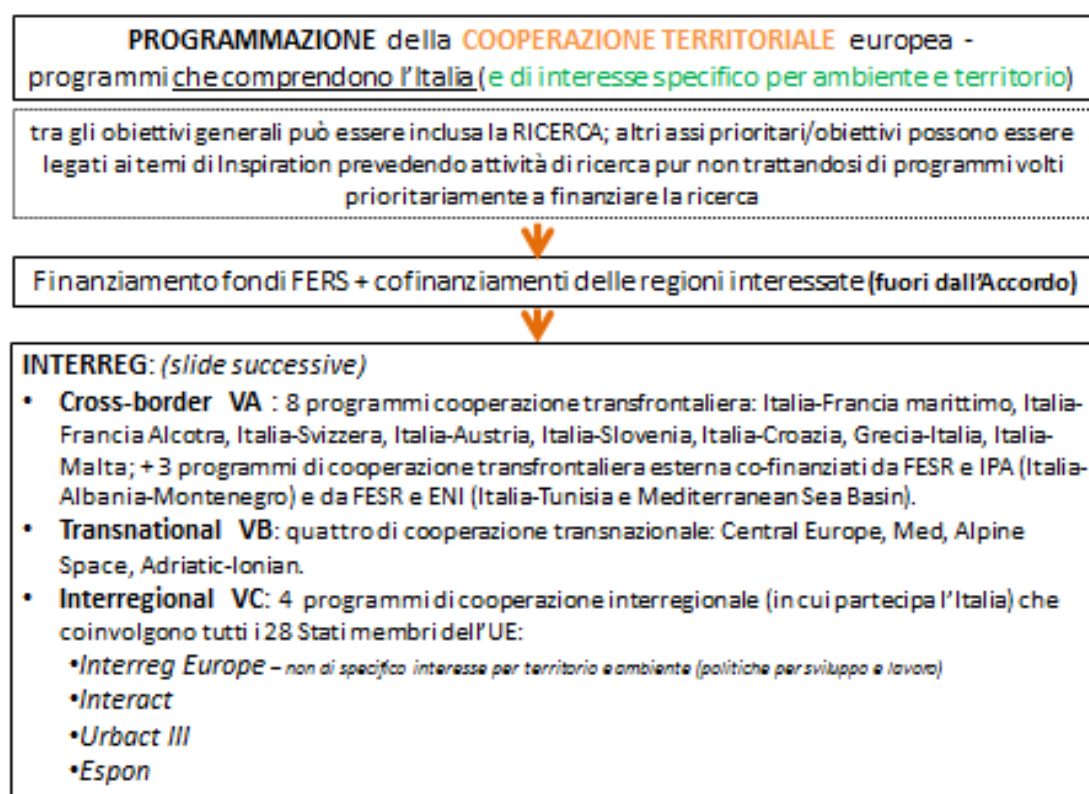 PROGRAMMAZIONE della COOPERAZIONE TERRITORIALE europea -
programmi che comprendono l'Italia (e di interesse specifico per ambiente e territorio)
tra gli obiettivi generali può essere inclusa la RICERCA; altri assi prioritari/obiettivi possono essere
legati ai temi di Inspiration prevedendo attività di ricerca pur non trattandosi di programmi volti
prioritariamente a finanziare la ricerca
Finanziamento fondi FERS + cofinanziamenti delle regioni interessate (fuori dall'Accordo)
INTERREG: (slide successive)
• Cross-border VA : 8 programmi cooperazione transfrontaliera: Italia-Francia marittimo, Italia-
Francia Alcotra, Italia-Svizzera, Italia-Austria, Italia-Slovenia, Italia-Croazia, Grecia-Italia, Italia-
Malta; + 3 programmi di cooperazione transfrontaliera esterna co-finanziati da FESR e IPA (Italia-
Albania-Montenegro) e da FESR e ENI (Italia-Tunisia e Mediterranean Sea Basin).
• Transnational VB: quattro di cooperazione transnazionale: Central Europe, Med, Alpine
Space, Adriatic-Ionian.
• Interregional VC: 4 programmi di cooperazione interregionale (in cui partecipa l'Italia) che
coinvolgono tutti i 28 Stati membri dell'UE:
•Interreg Europe – non di specifico interesse per territorio e ambiente (politiche per sviluppo e lavoro)
•Interact
•Urbact III
•Espon